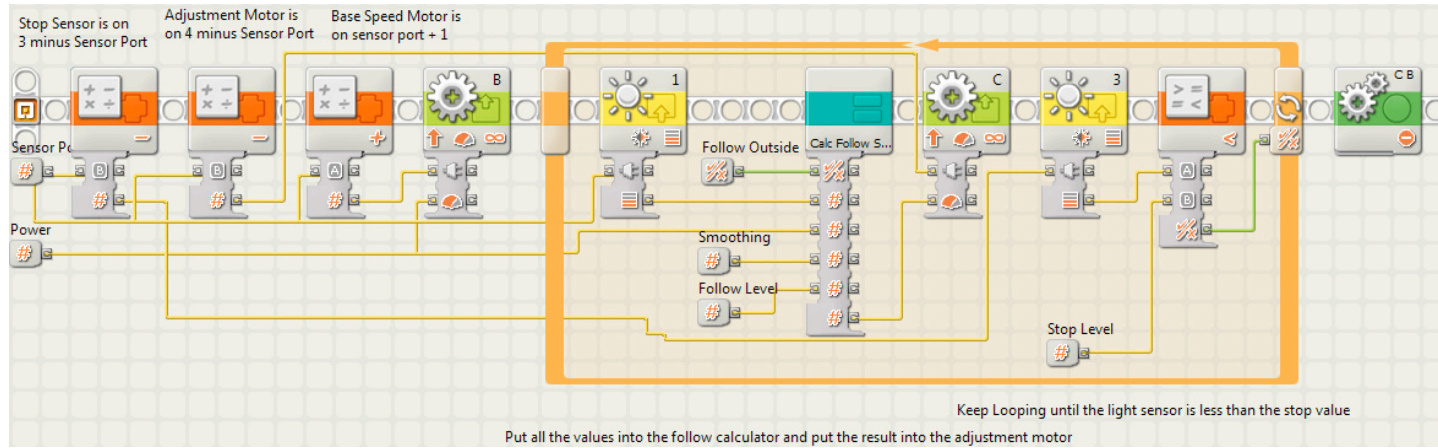 Stop Sensor is on
3 minus Sensor Port
Adjustment Motor is
on 4 minus Sensor Port
Base Speed Motor is
on sensor port + 1
B
1
C
3
C B
Calc Follow S...
Sensor Po
Follow Outside
B
B
A
A
B
Power
Smoothing
Follow Level
Stop Level
Keep Looping until the light sensor is less than the stop value
Put all the values into the follow calculator and put the result into the adjustment motor